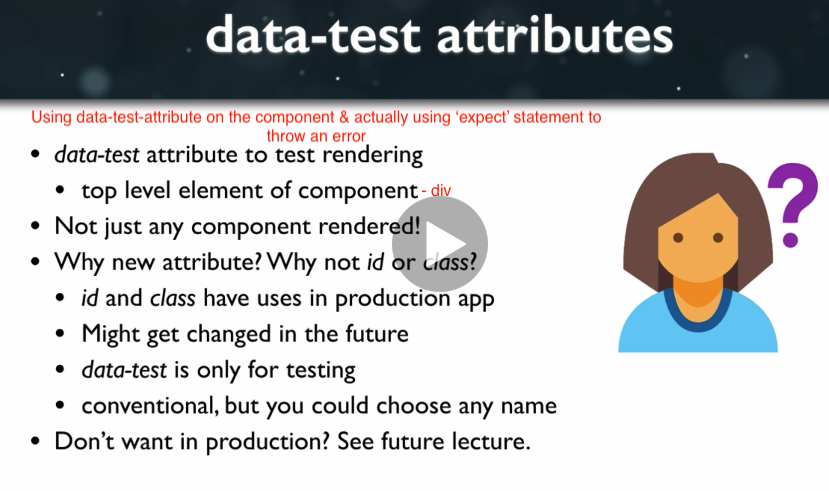 data-test attributes
Using data-test-attribute on the component & actually using ‘expect’ statement to
throw an error
• data-test attribute to test rendering
• top level element of component - div
• Not just any component rendered!
• Why new attribute? Why not id or class?
• id and class have uses in production app
• Might get changed in the future
• data-test is only for testing
• conventional, but you could choose any name
• Don’t want in production? See future lecture.
?